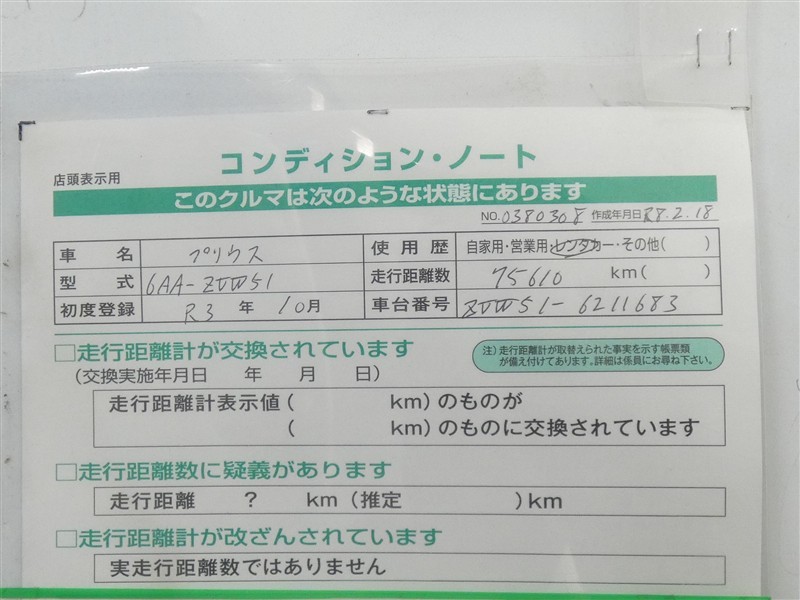 コンディション・ノート
店頭表示用
このクルマは次のような状態にあります
NO.0380308 作成年月日 R8.2.18
車名 プリウス 使用歴 自家用・営業用・レンタカー・その他( )
型式 6AA-ZVW51 走行距離数 75610 km( )
初度登録 R3年10月 車台番号 ZVW51-6211683
□走行距離計が交換されています
(交換実施年月日 年 月 日)
注)走行距離計が取替えられた事実を示す帳票類
が備え付けてあります。詳細は係員にお尋ね下さい。
走行距離計表示値( km)のものが
( km)のものに交換されています
□走行距離数に疑義があります
走行距離 ? km(推定 )km
□走行距離計が改ざんされています
実走行距離数ではありません